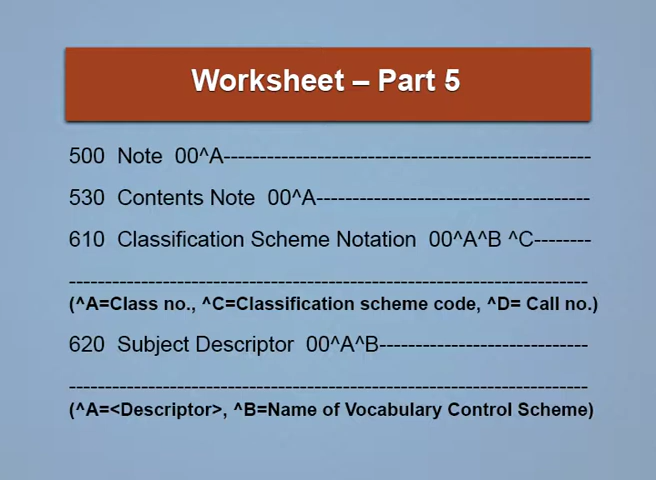 Worksheet – Part 5
500 Note 00^A---------------------------------------------------
530 Contents Note 00^A--------------------------------------
610 Classification Scheme Notation 00^A^B ^C--------
------------------------------------------------------------------------
(^A=Class no., ^C=Classification scheme code, ^D= Call no.)
620 Subject Descriptor 00^A^B-----------------------------
------------------------------------------------------------------------
(^A=<Descriptor>, ^B=Name of Vocabulary Control Scheme)